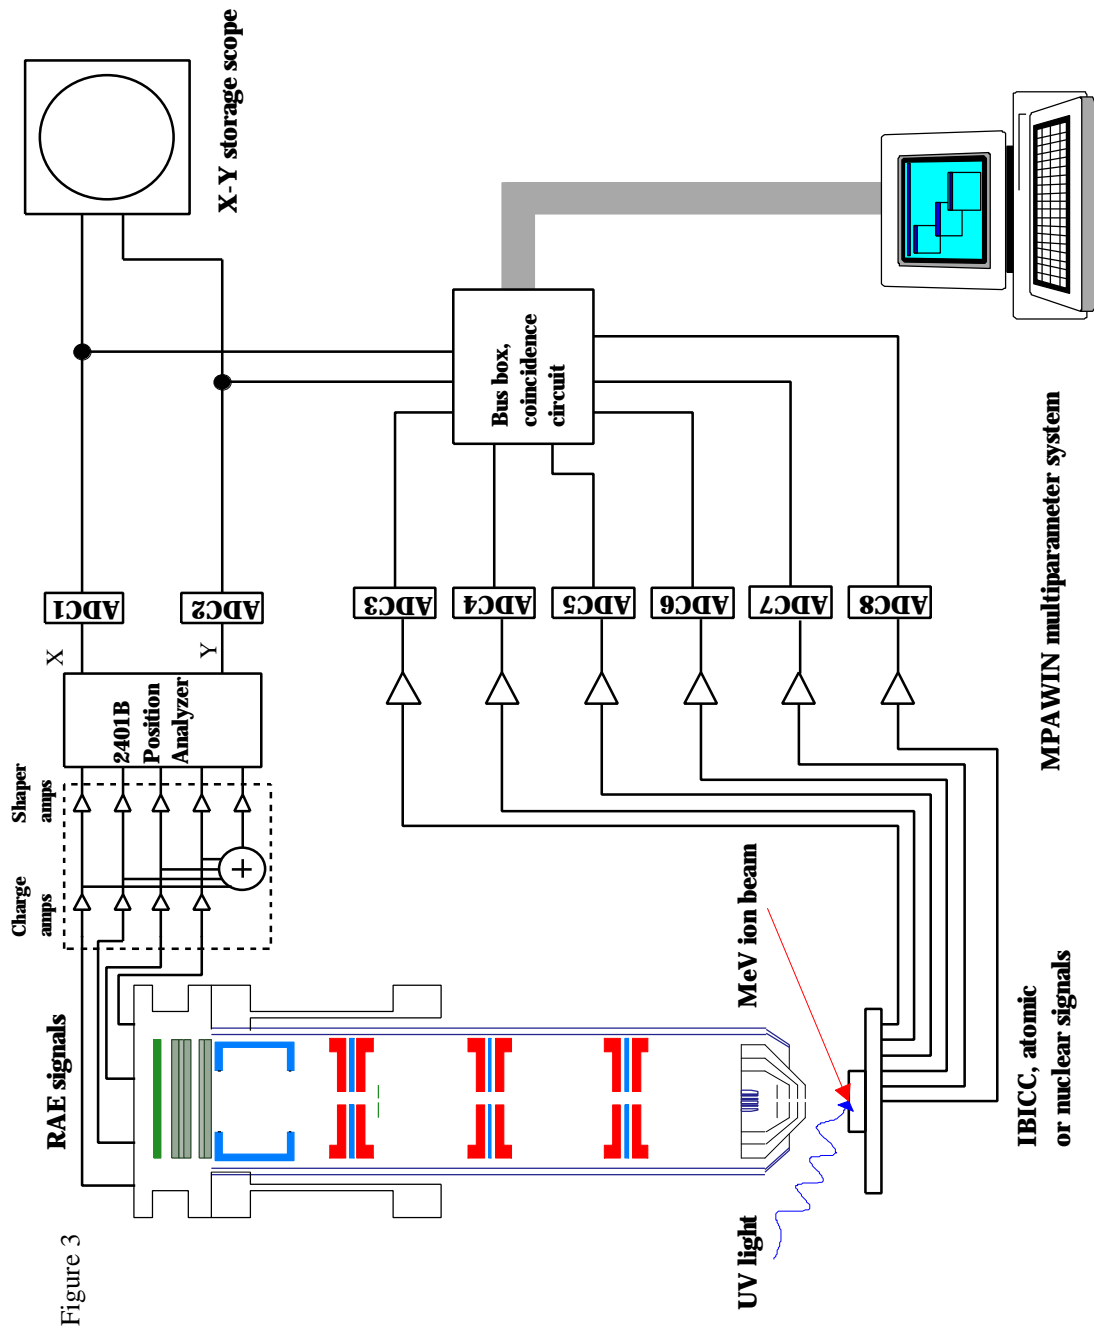 Figure 3
RAE signals
Charge
amps
Shaper
amps
2401B
Position
Analyzer
X
Y
ADC1
ADC2
X-Y storage scope
ADC3
ADC4
ADC5
ADC6
ADC7
ADC8
Bus box,
coincidence
circuit
UV light
MeV ion beam
IBICC, atomic
or nuclear signals
MPAWIN multiparameter system